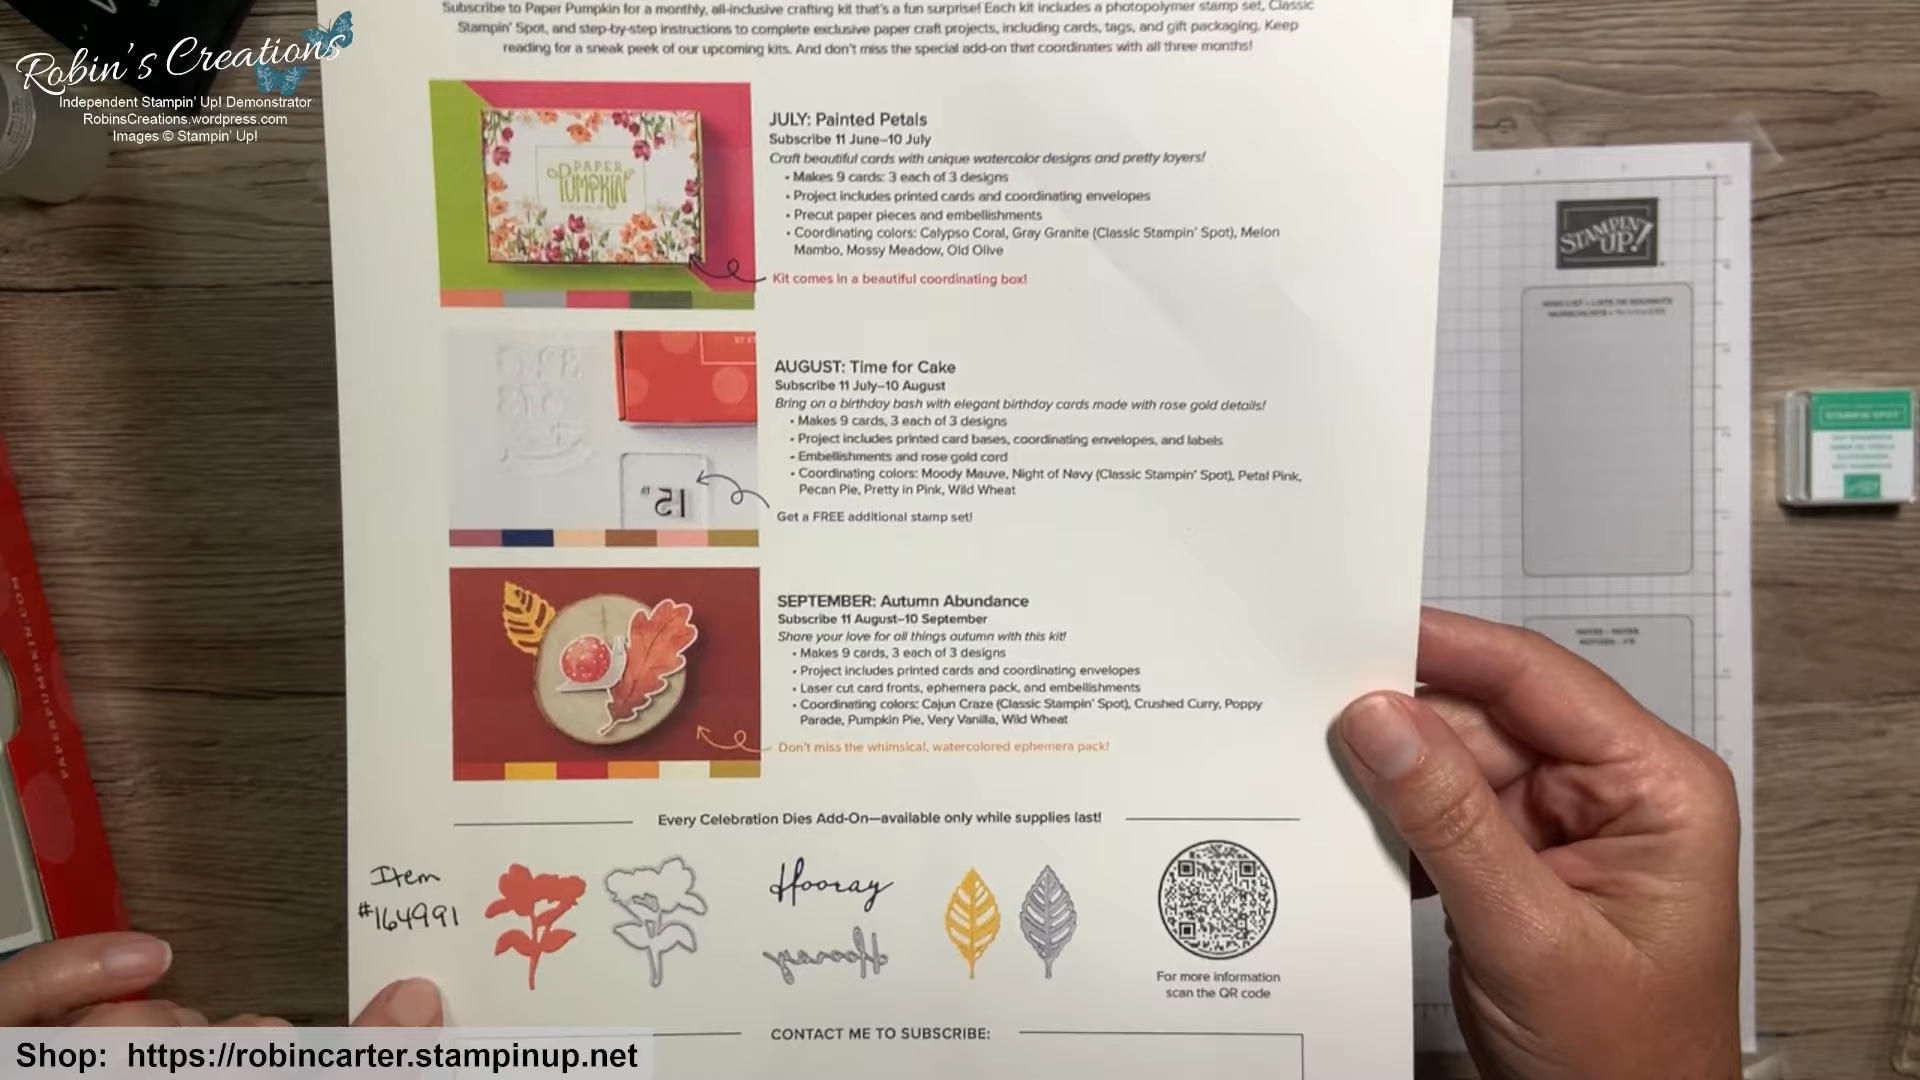 Robin's Creations
Independent Stampin' Up! Demonstrator
RobinsCreations.wordpress.com
Images © Stampin' Up!
Subscribe to Paper Pumpkin for a monthly, all-inclusive crafting kit that's a fun surprise! Each kit includes a photopolymer stamp set, Classic
Stampin' Spot, and step-by-step instructions to complete exclusive paper craft projects, including cards, tags, and gift packaging. Keep
reading for a sneak peek of our upcoming kits. And don't miss the special add-on that coordinates with all three months!
PAPER
PUMPKIN
JULY: Painted Petals
Subscribe 11 June–10 July
Craft beautiful cards with unique watercolor designs and pretty layers!
• Makes 9 cards: 3 each of 3 designs
• Project includes printed cards and coordinating envelopes
• Precut paper pieces and embellishments
• Coordinating colors: Calypso Coral, Gray Granite (Classic Stampin' Spot), Melon
Mambo, Mossy Meadow, Old Olive
Kit comes in a beautiful coordinating box!
AUGUST: Time for Cake
Subscribe 11 July–10 August
Bring on a birthday bash with elegant birthday cards made with rose gold details!
• Makes 9 cards, 3 each of 3 designs
• Project includes printed card bases, coordinating envelopes, and labels
• Embellishments and rose gold cord
• Coordinating colors: Moody Mauve, Night of Navy (Classic Stampin' Spot), Petal Pink,
Pecan Pie, Pretty in Pink, Wild Wheat
Get a FREE additional stamp set!
SEPTEMBER: Autumn Abundance
Subscribe 11 August–10 September
Share your love for all things autumn with this kit!
• Makes 9 cards, 3 each of 3 designs
• Project includes printed cards and coordinating envelopes
• Laser cut card fronts, ephemera pack, and embellishments
• Coordinating colors: Cajun Craze (Classic Stampin' Spot), Crushed Curry, Poppy
Parade, Pumpkin Pie, Very Vanilla, Wild Wheat
Don't miss the whimsical, watercolored ephemera pack!
Every Celebration Dies Add-On—available only while supplies last!
Item
#164991
Hooray
Hooray
For more information
scan the QR code
CONTACT ME TO SUBSCRIBE:
STAMPIN' UP!
STAMPIN' SPOT
PAPERPUMPKIN.COM
Shop: https://robincarter.stampinup.net